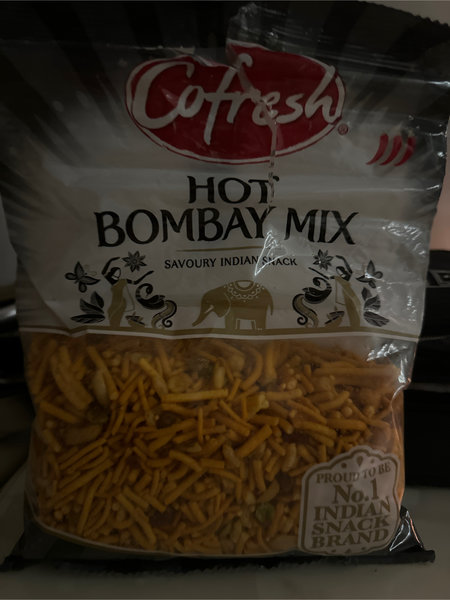 Cofresh®
HOT
BOMBAY MIX
SAVOURY INDIAN SNACK
PROUD TO BE
No.1
INDIAN
SNACK
BRAND